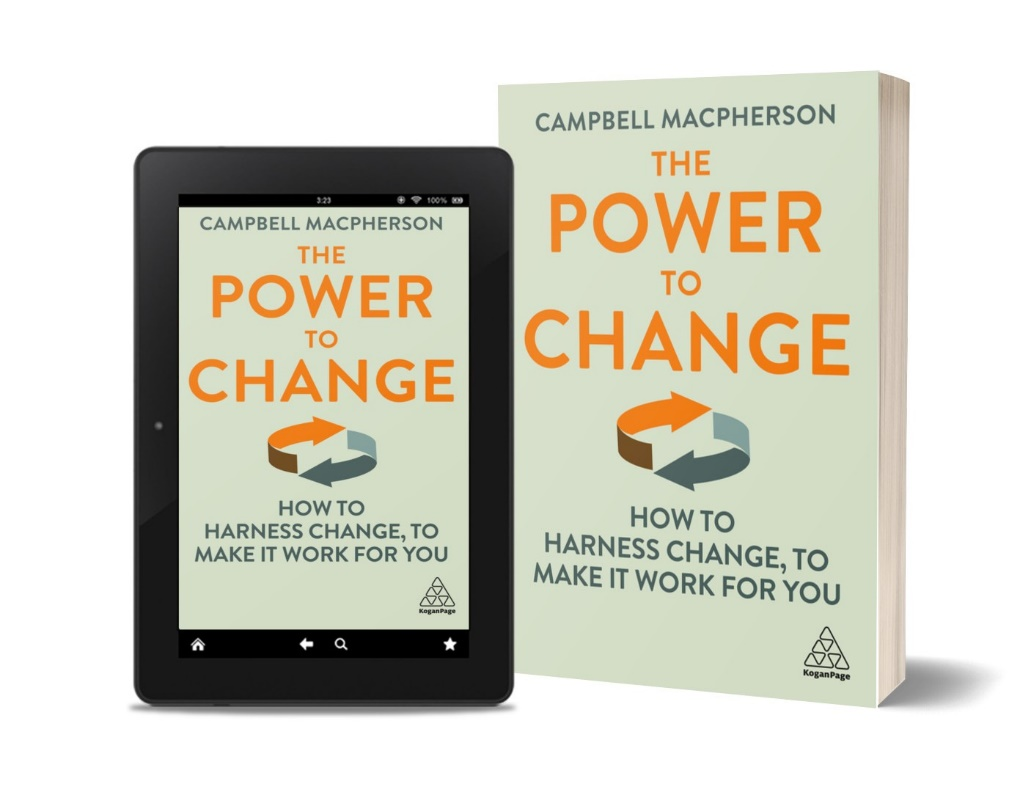 3:23 100%
CAMPBELL MACPHERSON
THE
POWER
TO
CHANGE
HOW TO
HARNESS CHANGE, TO
MAKE IT WORK FOR YOU
KoganPage
CAMPBELL MACPHERSON
THE
POWER
TO
CHANGE
HOW TO
HARNESS CHANGE, TO
MAKE IT WORK FOR YOU
KoganPage